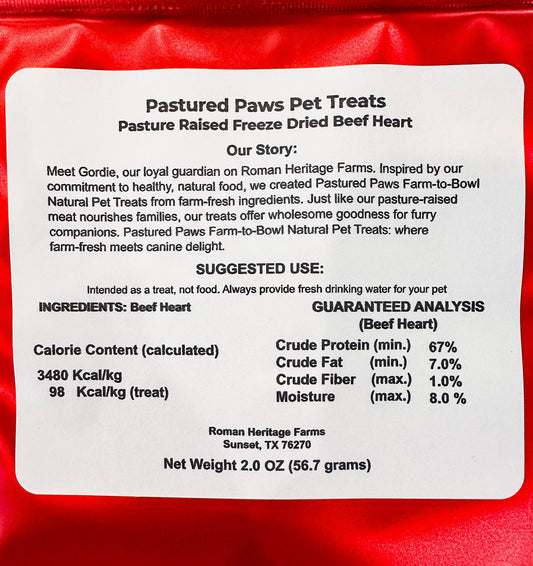 Pastured Paws Pet Treats
Pasture Raised Freeze Dried Beef Heart
Our Story:
Meet Gordie, our loyal guardian on Roman Heritage Farms. Inspired by our
commitment to healthy, natural food, we created Pastured Paws Farm-to-Bowl
Natural Pet Treats from farm-fresh ingredients. Just like our pasture-raised
meat nourishes families, our treats offer wholesome goodness for furry
companions. Pastured Paws Farm-to-Bowl Natural Pet Treats: where
farm-fresh meets canine delight.
SUGGESTED USE:
Intended as a treat, not food. Always provide fresh drinking water for your pet
INGREDIENTS: Beef Heart
Calorie Content (calculated)
3480 Kcal/kg
98 Kcal/kg (treat)
GUARANTEED ANALYSIS
(Beef Heart)
Crude Protein (min.) 67%
Crude Fat (min.) 7.0%
Crude Fiber (max.) 1.0%
Moisture (max.) 8.0 %
Roman Heritage Farms
Sunset, TX 76270
Net Weight 2.0 OZ (56.7 grams)